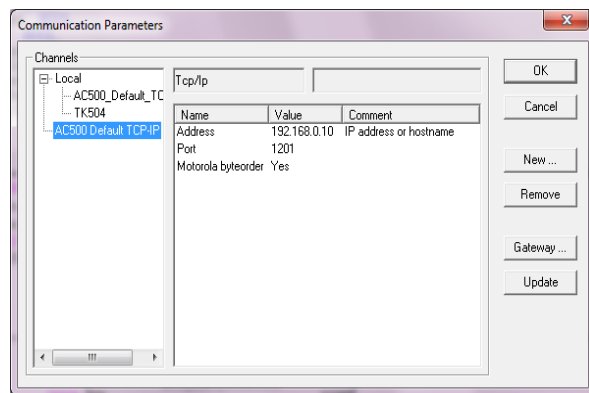 Communication Parameters
Channels
Local
AC500_Default_TC
TK504
AC500 Default TCP-IP
Tcp/Ip
Name Value Comment
Address 192.168.0.10 IP address or hostname
Port 1201
Motorola byteorder Yes
OK
Cancel
New ...
Remove
Gateway ...
Update